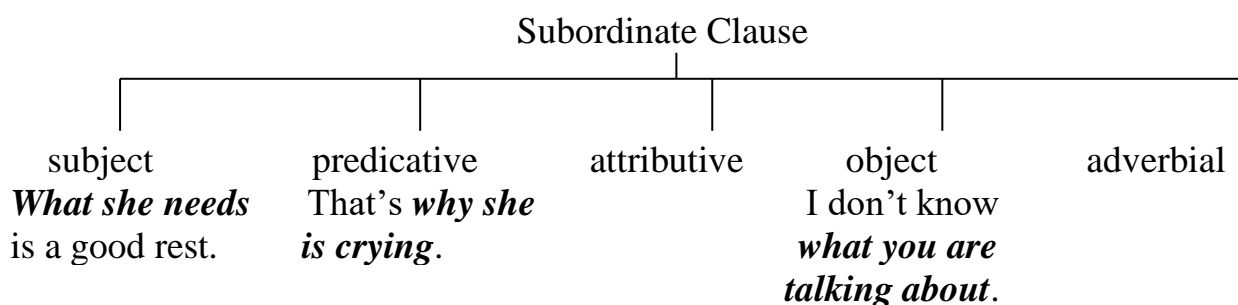 Subordinate Clause
subject predicative attributive object adverbial
What she needs That’s why she I don’t know
is a good rest. is crying. what you are
talking about.